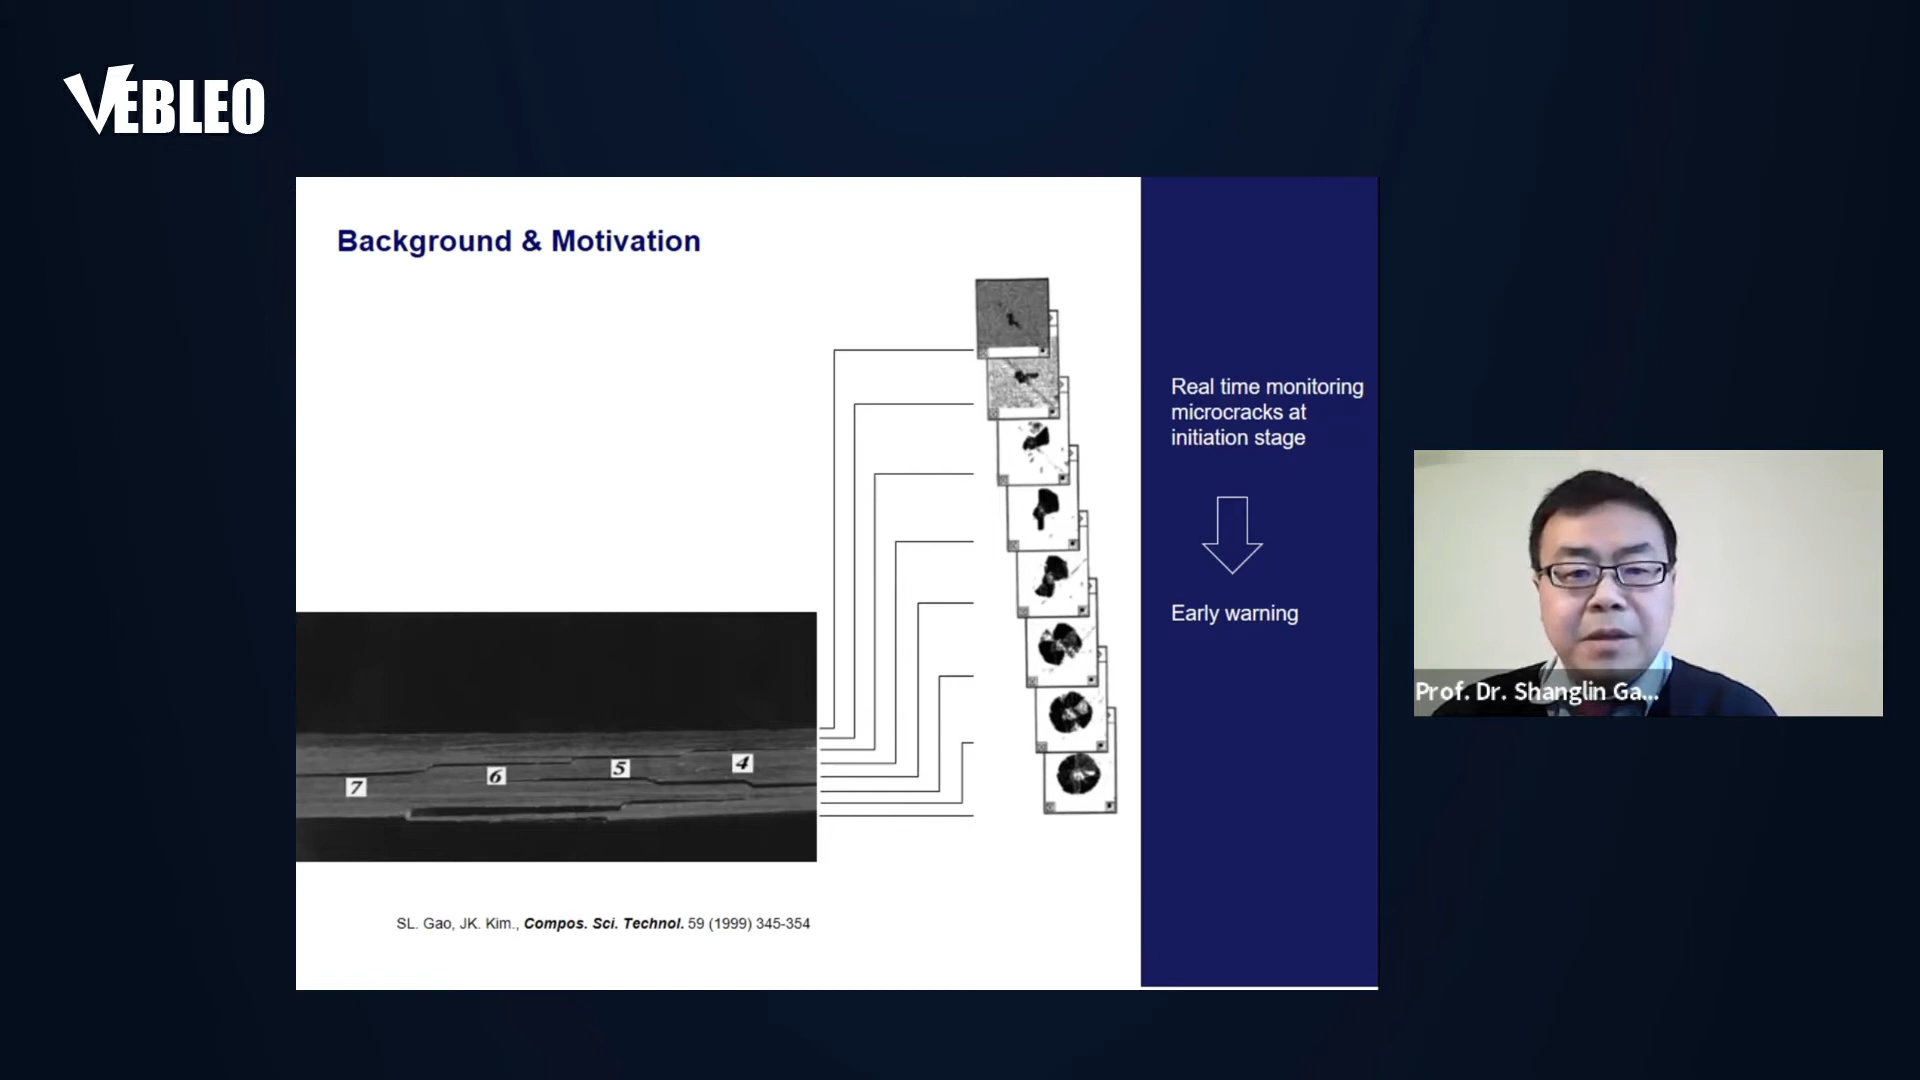 VEBLEO
Background & Motivation
Real time monitoring
microcracks at
initiation stage
Early warning
7
6
5
4
SL. Gao, JK. Kim., Compos. Sci. Technol. 59 (1999) 345-354
Prof. Dr. Shanglin Ga...